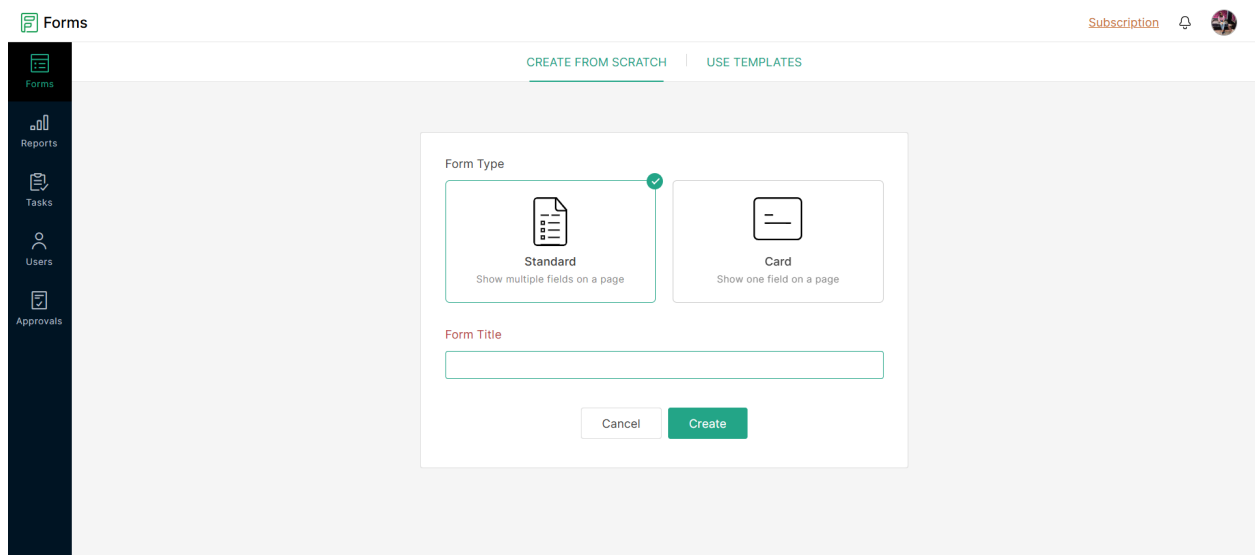 Forms
Subscription
Forms
Reports
Tasks
Users
Approvals
CREATE FROM SCRATCH
USE TEMPLATES
Form Type
Standard
Show multiple fields on a page
Card
Show one field on a page
Form Title
Cancel
Create